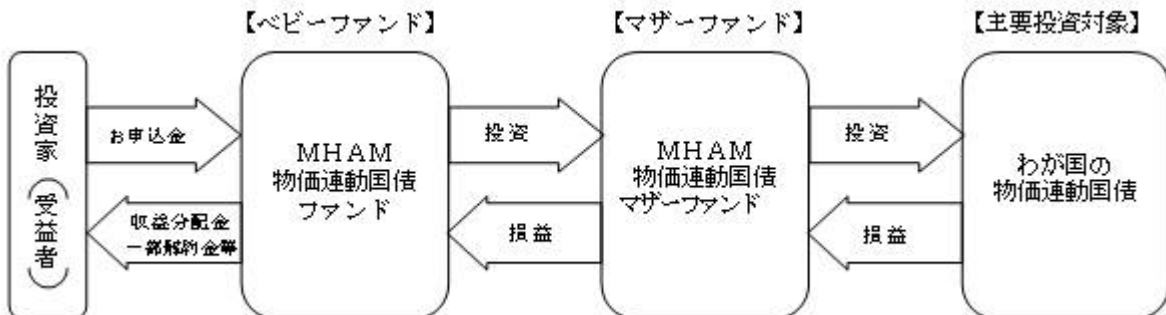 【ベビーファンド】
【マザーファンド】
【主要投資対象】
投資家（受益者）
お申込金
収益分配金
一部解約金等
ＭＨＡＭ
物価連動国債
ファンド
投資
損益
ＭＨＡＭ
物価連動国債
マザーファンド
投資
損益
わが国の
物価連動国債